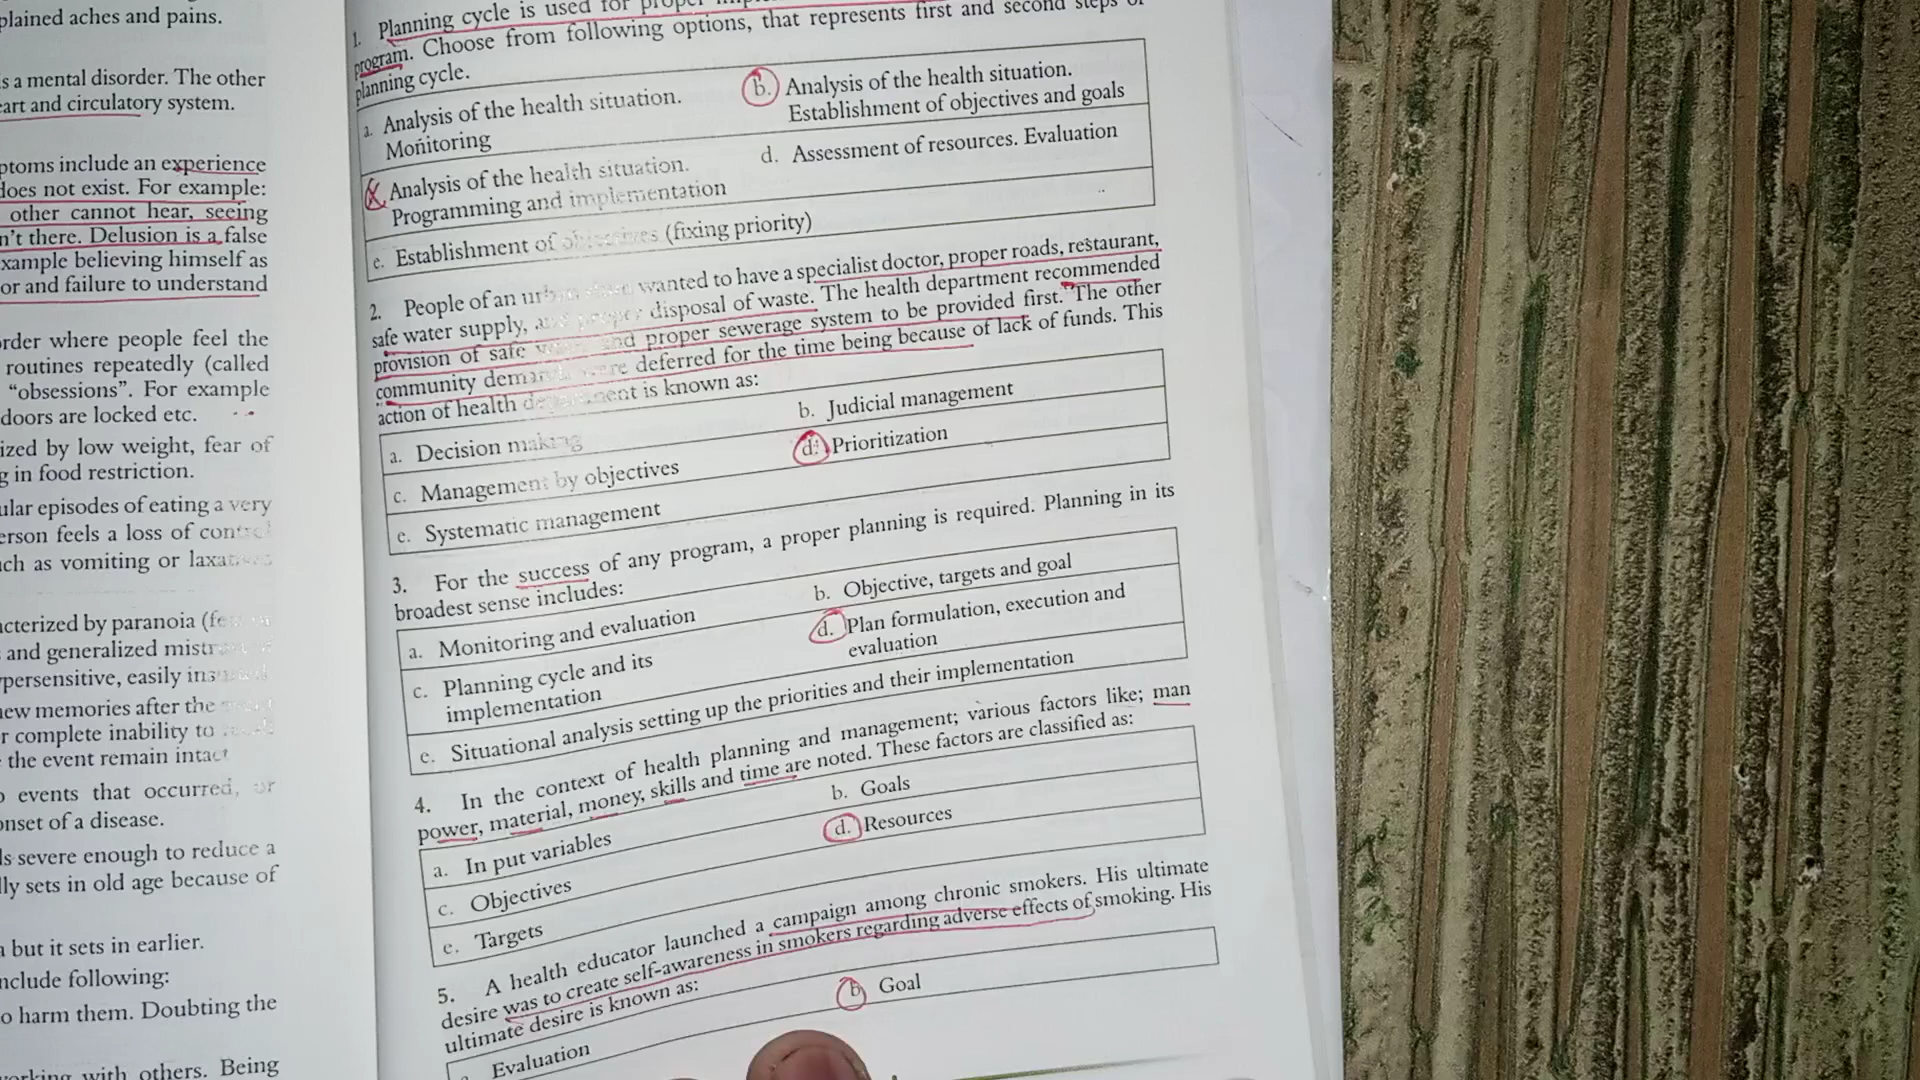 plained aches and pains.
s a mental disorder. The other
art and circulatory system.
ptoms include an experience
does not exist. For example:
other cannot hear, seeing
n't there. Delusion is a false
xample believing himself as
or and failure to understand
rder where people feel the
routines repeatedly (called
"obsessions". For example
doors are locked etc.
ized by low weight, fear of
g in food restriction.
ular episodes of eating a very
erson feels a loss of control
ch as vomiting or
acterized by paranoia
and generalized
persensitive, easily
new memories after the
r complete inability to
the event remain intact
events that occurred, or
onset of a disease.
ls severe enough to reduce a
lly sets in old age because of
but it sets in earlier.
nclude following:
o harm them. Doubting the
orking with others. Being
1. Planning cycle is used for proper
program. Choose from following options, that represents first and second steps of
planning cycle.
a. Analysis of the health situation.
Monitoring
b. Analysis of the health situation.
Establishment of objectives and goals
Analysis of the health situation.
Programming and implementation
d. Assessment of resources. Evaluation
e. Establishment of objectives (fixing priority)
2. People of an urban wanted to have a specialist doctor, proper roads, restaurant,
safe water supply, and proper disposal of waste. The health department recommended
provision of safe water and proper sewerage system to be provided first. The other
community demands were deferred for the time being because of lack of funds. This
action of health department is known as:
a. Decision making
b. Judicial management
c. Management by objectives
d. Prioritization
e. Systematic management
3. For the success of any program, a proper planning is required. Planning in its
broadest sense includes:
a. Monitoring and evaluation
b. Objective, targets and goal
c. Planning cycle and its
implementation
d. Plan formulation, execution and
evaluation
e. Situational analysis setting up the priorities and their implementation
4. In the context of health planning and management; various factors like; man
power, material, money, skills and time are noted. These factors are classified as:
a. In put variables
b. Goals
c. Objectives
d. Resources
e. Targets
5. A health educator launched a campaign among chronic smokers. His ultimate
desire was to create self-awareness in smokers regarding adverse effects of smoking. His
ultimate desire is known as:
Evaluation
b Goal